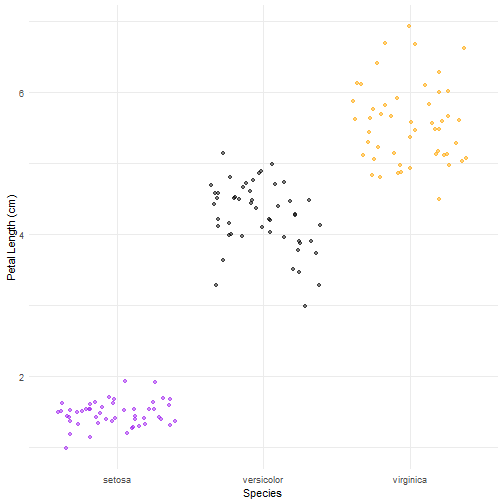 Petal Length (cm)
6
4
2
setosa
versicolor
virginica
Species